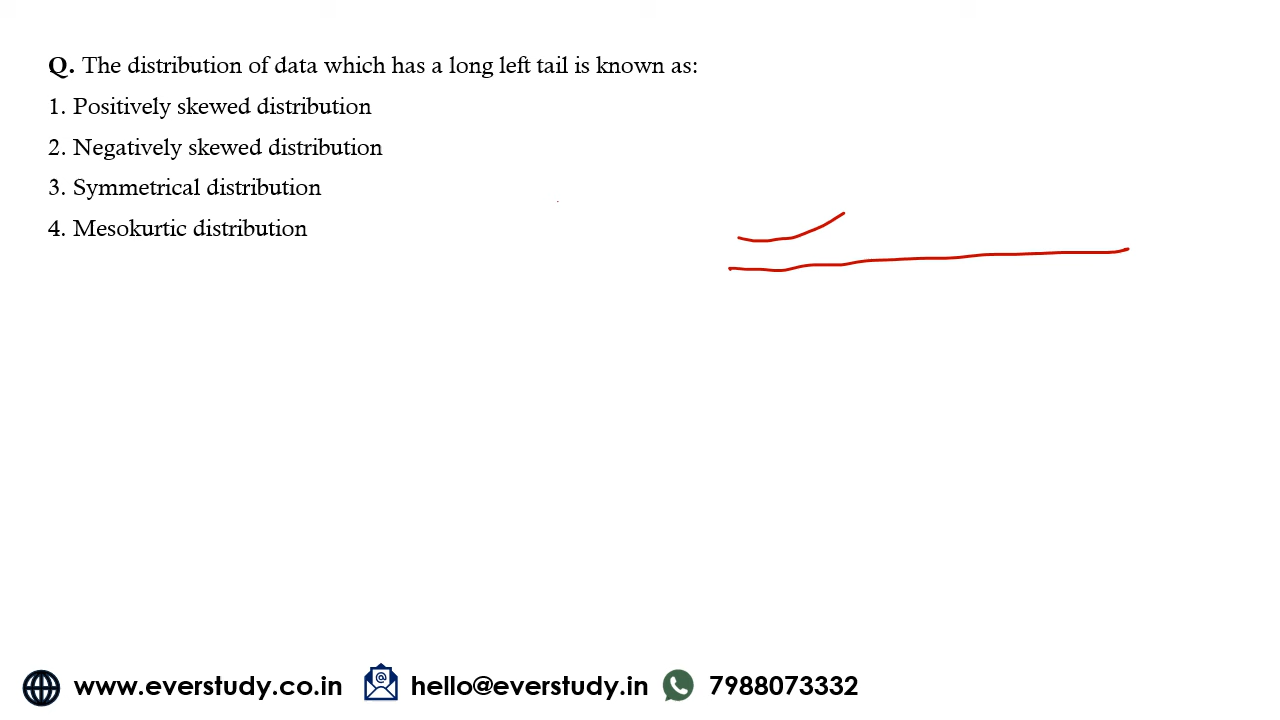 Q. The distribution of data which has a long left tail is known as:
1. Positively skewed distribution
2. Negatively skewed distribution
3. Symmetrical distribution
4. Mesokurtic distribution
www.everstudy.co.in hello@everstudy.in 7988073332